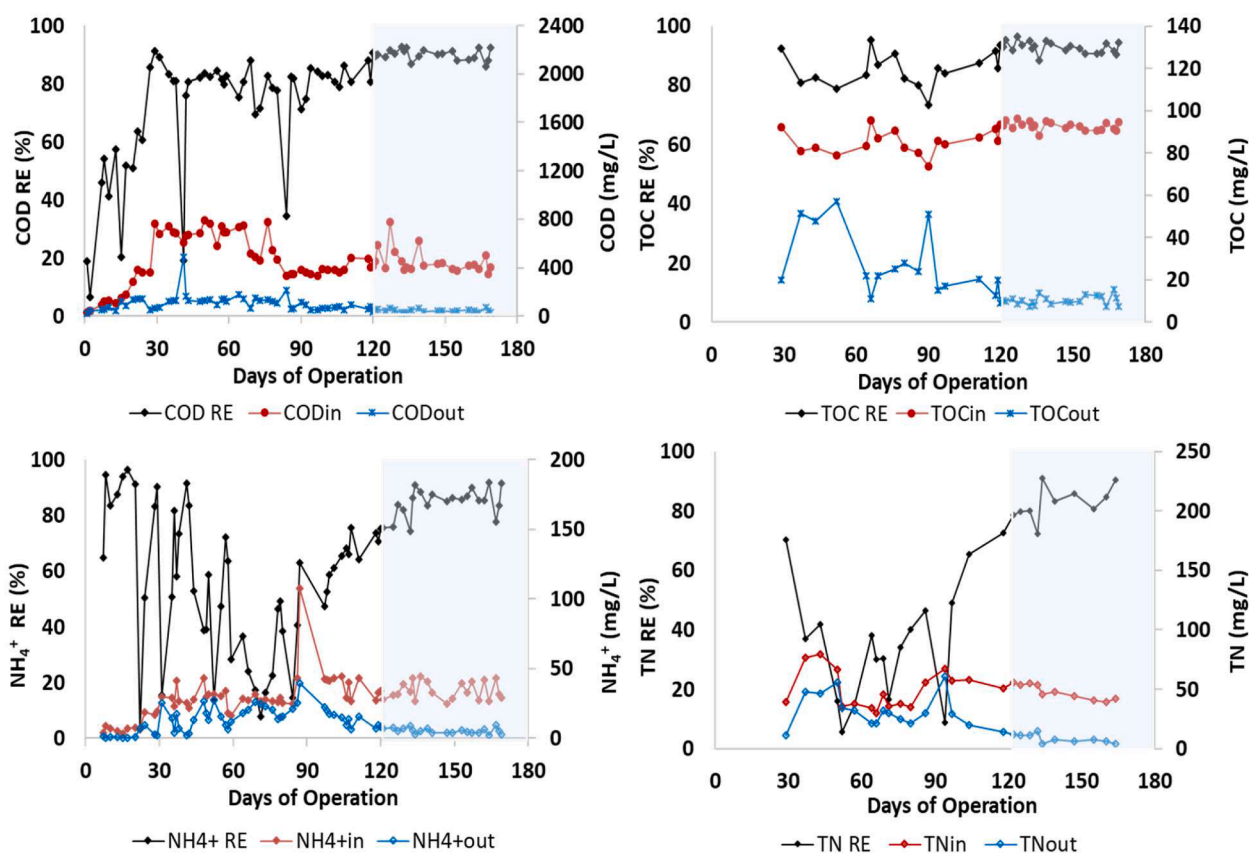 100
80
60
40
20
0
COD RE (%)
2400
2000
1600
1200
800
400
0
COD (mg/L)
0 30 60 90 120 150 180
Days of Operation
COD RE CODin CODout
100
80
60
40
20
0
TOC RE (%)
140
120
100
80
60
40
20
0
TOC (mg/L)
0 30 60 90 120 150 180
Days of Operation
TOC RE TOCin TOCout
100
80
60
40
20
0
NH₄⁺ RE (%)
200
150
100
50
0
NH₄⁺ (mg/L)
0 30 60 90 120 150 180
Days of Operation
NH4+ RE NH4+in NH4+out
100
80
60
40
20
0
TN RE (%)
250
200
150
100
50
0
TN (mg/L)
0 30 60 90 120 150 180
Days of Operation
TN RE TNin TNout